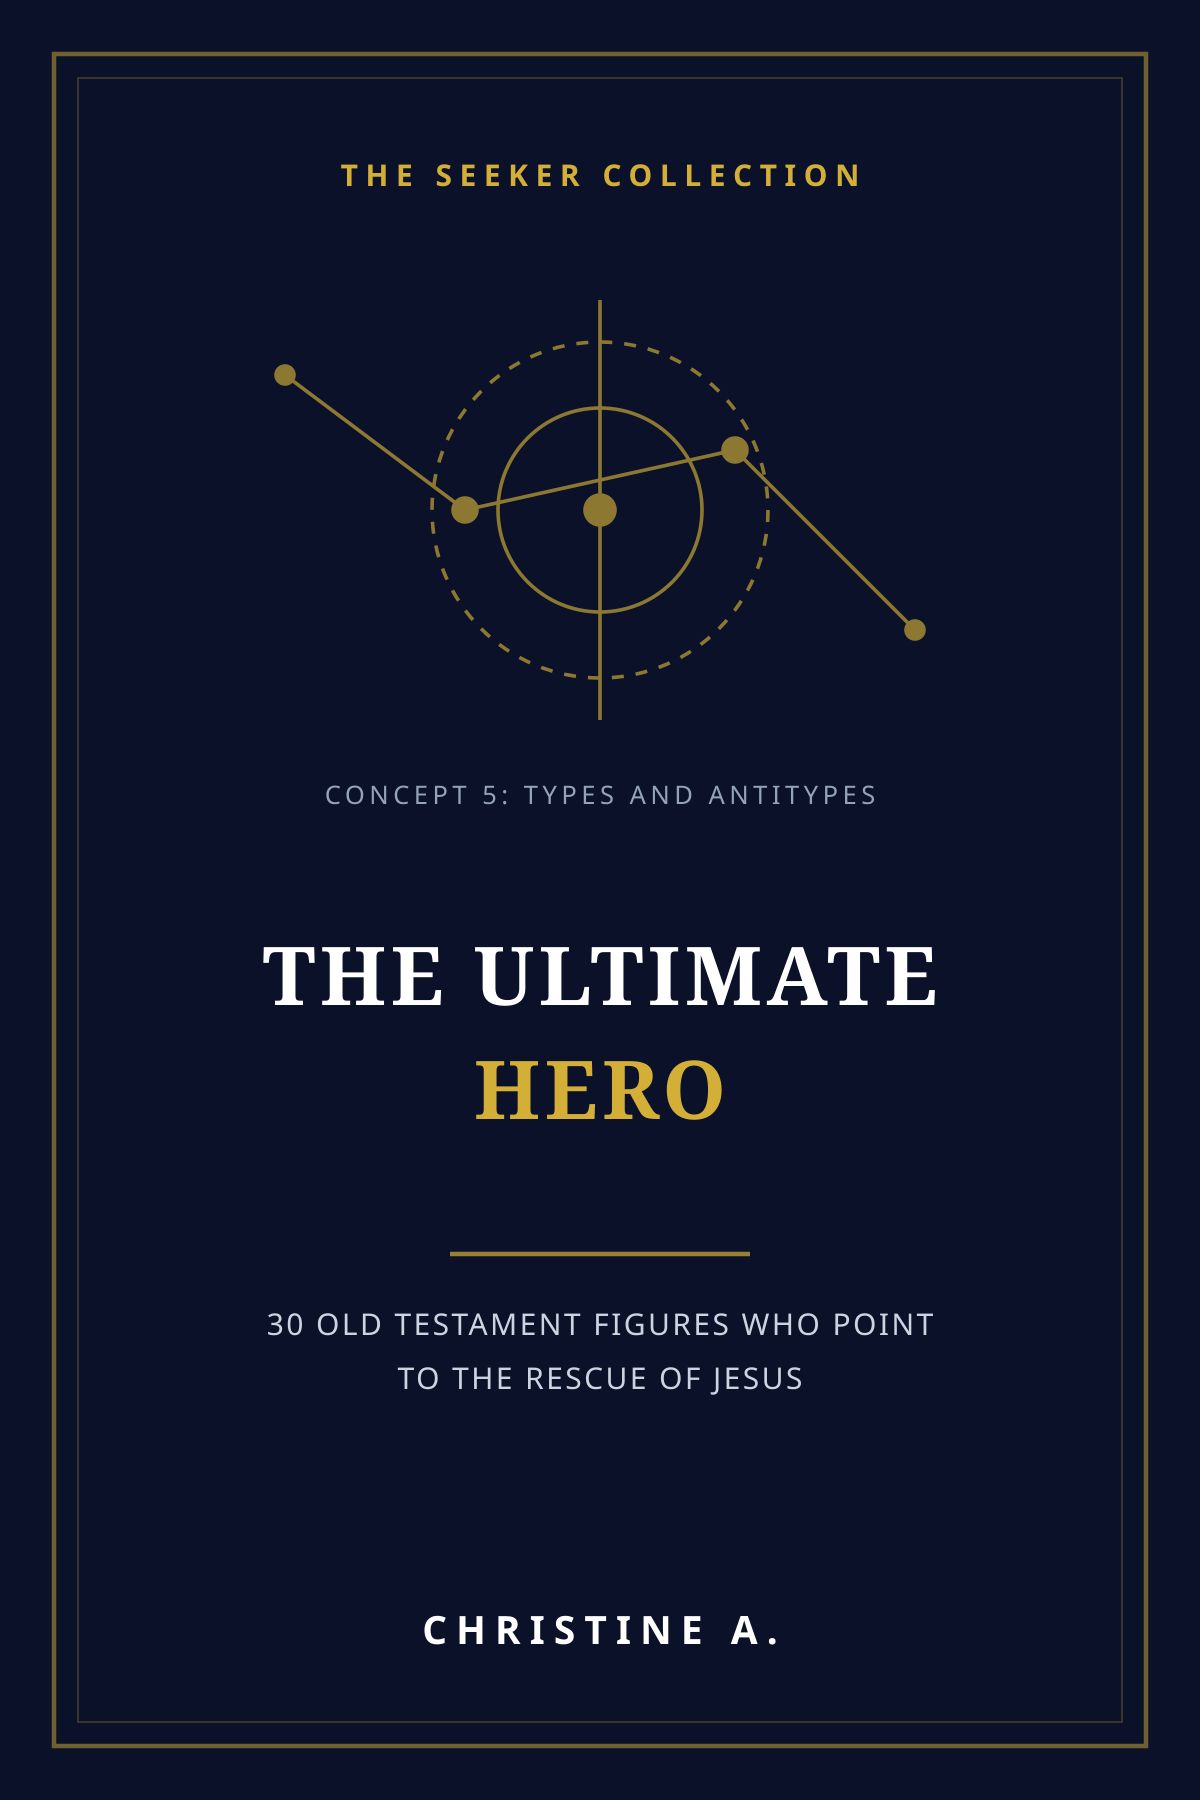 THE SEEKER COLLECTION
CONCEPT 5: TYPES AND ANTITYPES
THE ULTIMATE
HERO
30 OLD TESTAMENT FIGURES WHO POINT
TO THE RESCUE OF JESUS
CHRISTINE A.